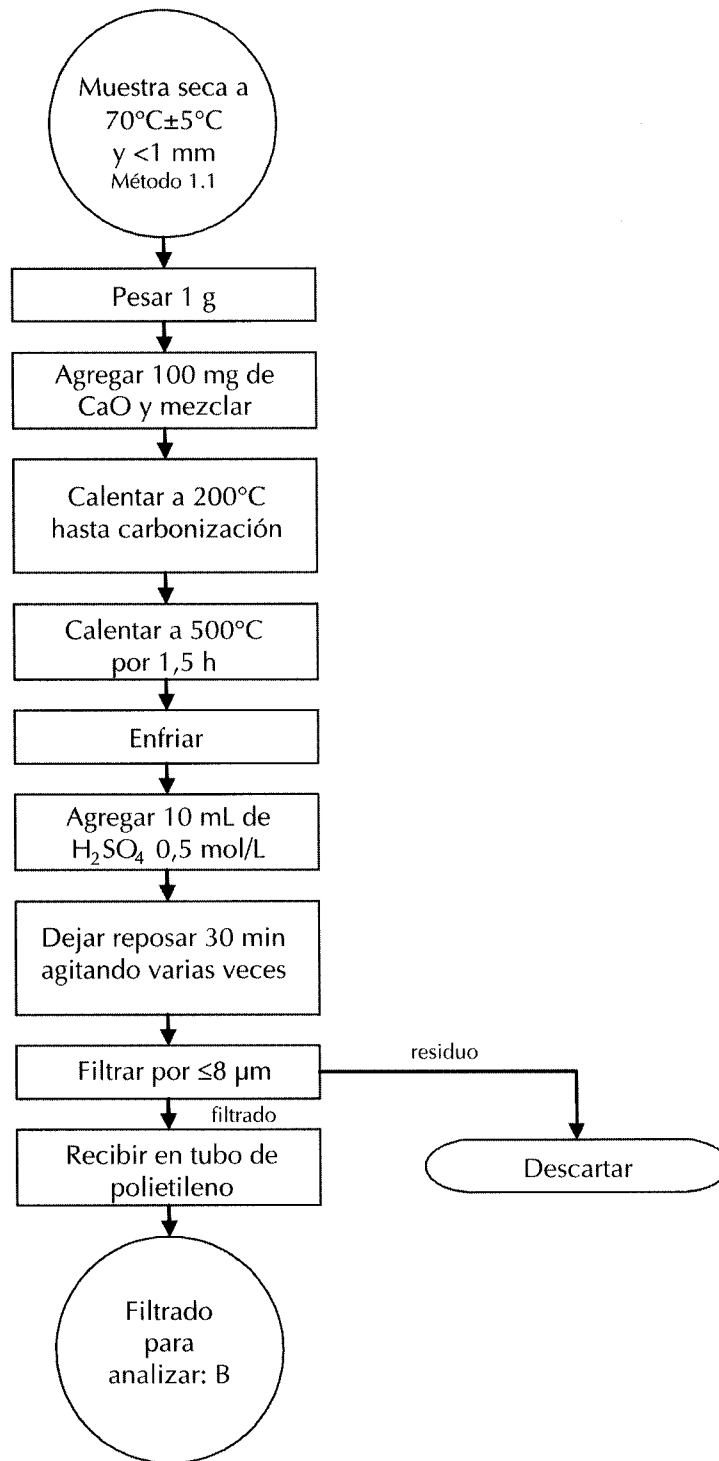 Muestra seca a
70°C±5°C
y <1 mm
Método 1.1
Pesar 1 g
Agregar 100 mg de
CaO y mezclar
Calentar a 200°C
hasta carbonización
Calentar a 500°C
por 1,5 h
Enfriar
Agregar 10 mL de
H₂SO₄ 0,5 mol/L
Dejar reposar 30 min
agitando varias veces
Filtrar por ≤8 µm
residuo
filtrado
Recibir en tubo de
polietileno
Descartar
Filtrado
para
analizar: B